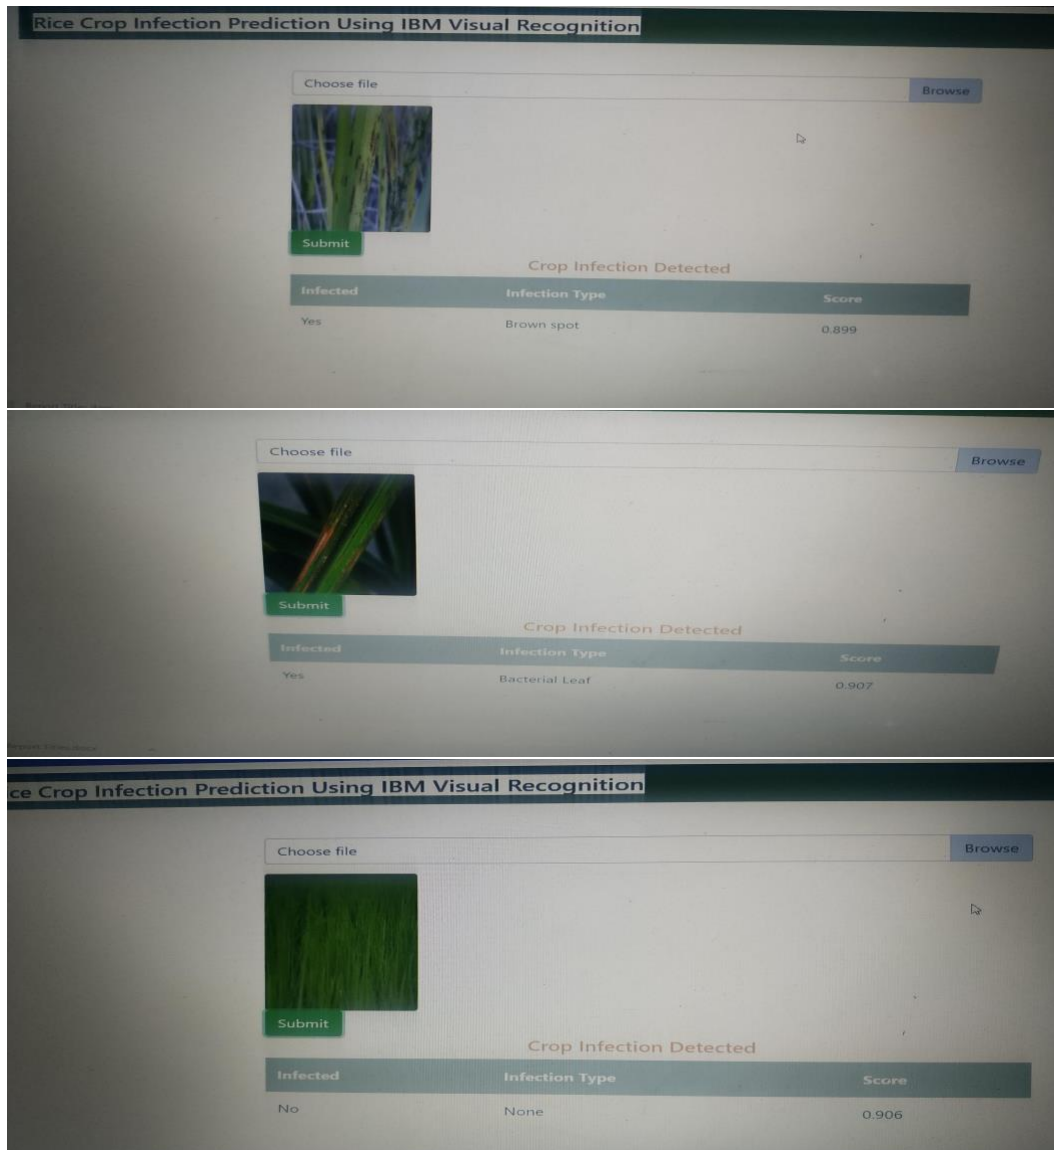 Rice Crop Infection Prediction Using IBM Visual Recognition
Choose file Browse
Submit
Crop Infection Detected
Infected Infection Type Score
Yes Brown spot 0.899
Choose file Browse
Submit
Crop Infection Detected
Infected Infection Type Score
Yes Bacterial Leaf 0.907
ce Crop Infection Prediction Using IBM Visual Recognition
Choose file Browse
Submit
Crop Infection Detected
Infected Infection Type Score
No None 0.906